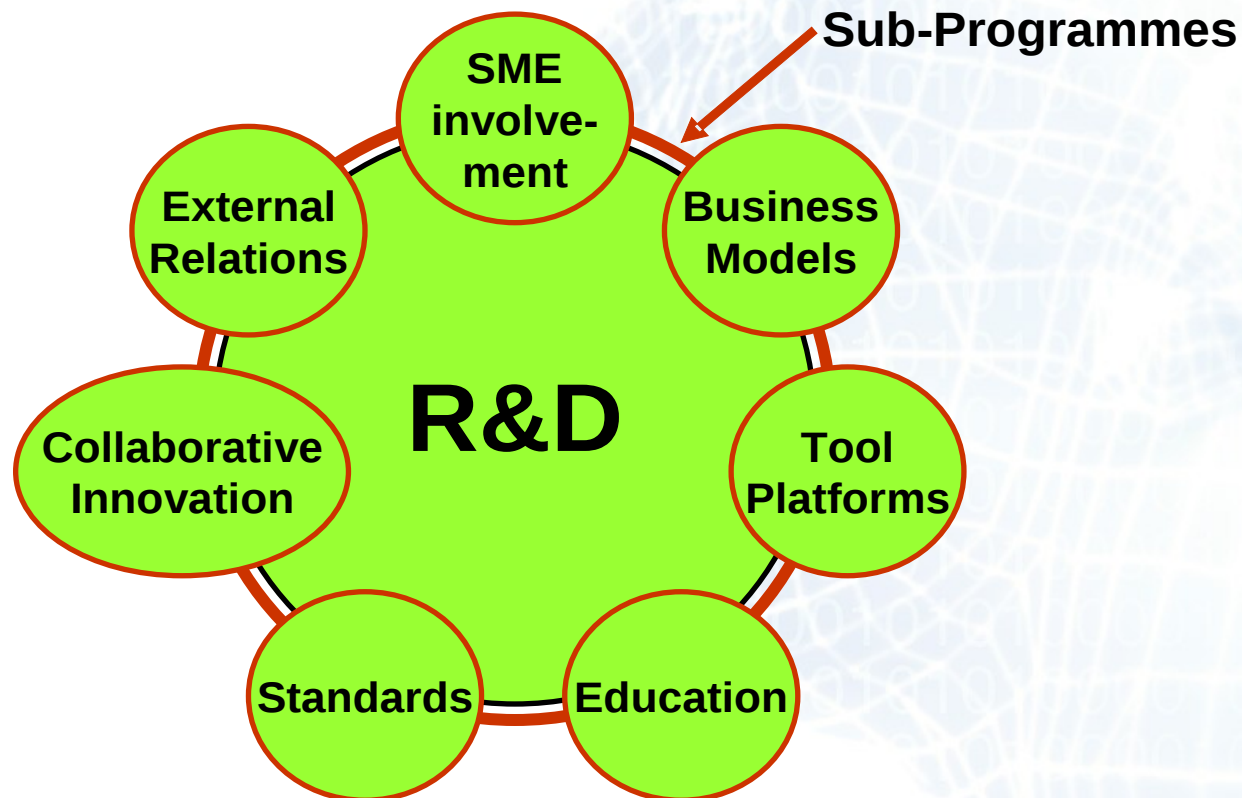 Sub-Programmes
SME
involve-
ment
External
Relations
Business
Models
R&D
Collaborative
Innovation
Tool
Platforms
Standards
Education